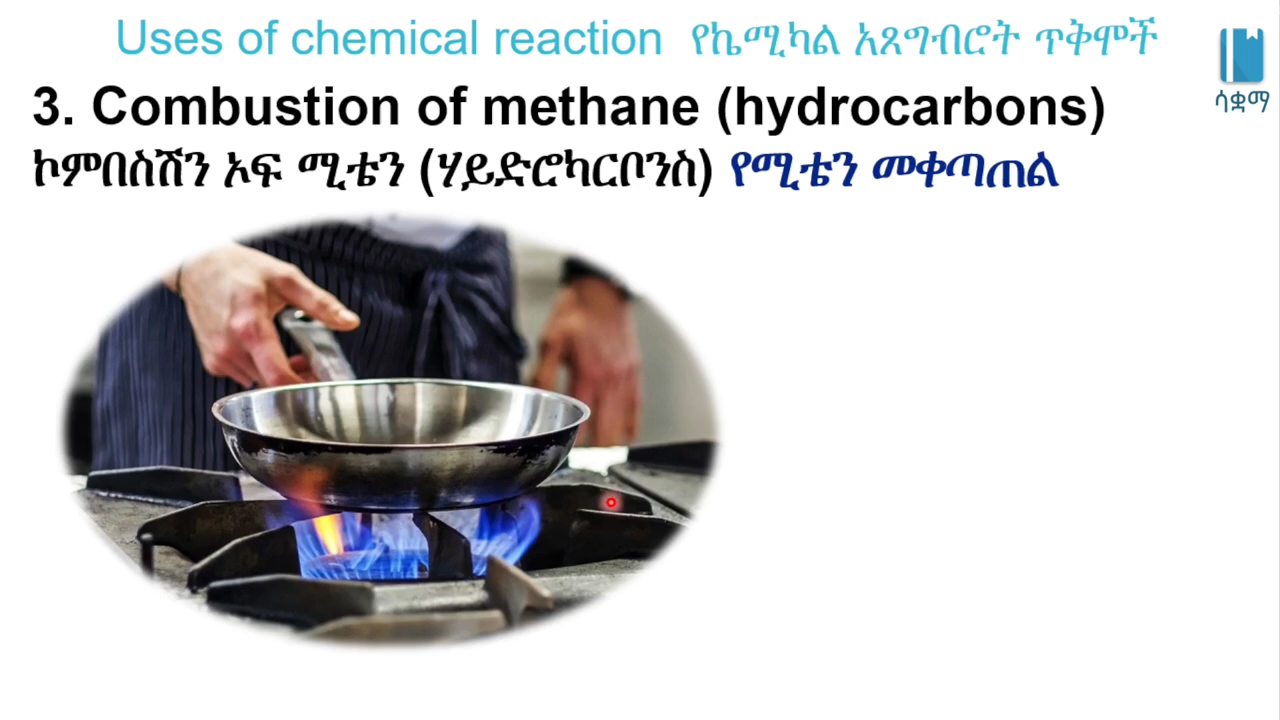 Uses of chemical reaction የኬሚካል አጸግብሮት ጥቅሞች
3. Combustion of methane (hydrocarbons)
ኮምበስሽን ኦፍ ሚቴን (ሃይድሮካርቦንስ) የሚቴን መቀጣጠል
ሳቋማ